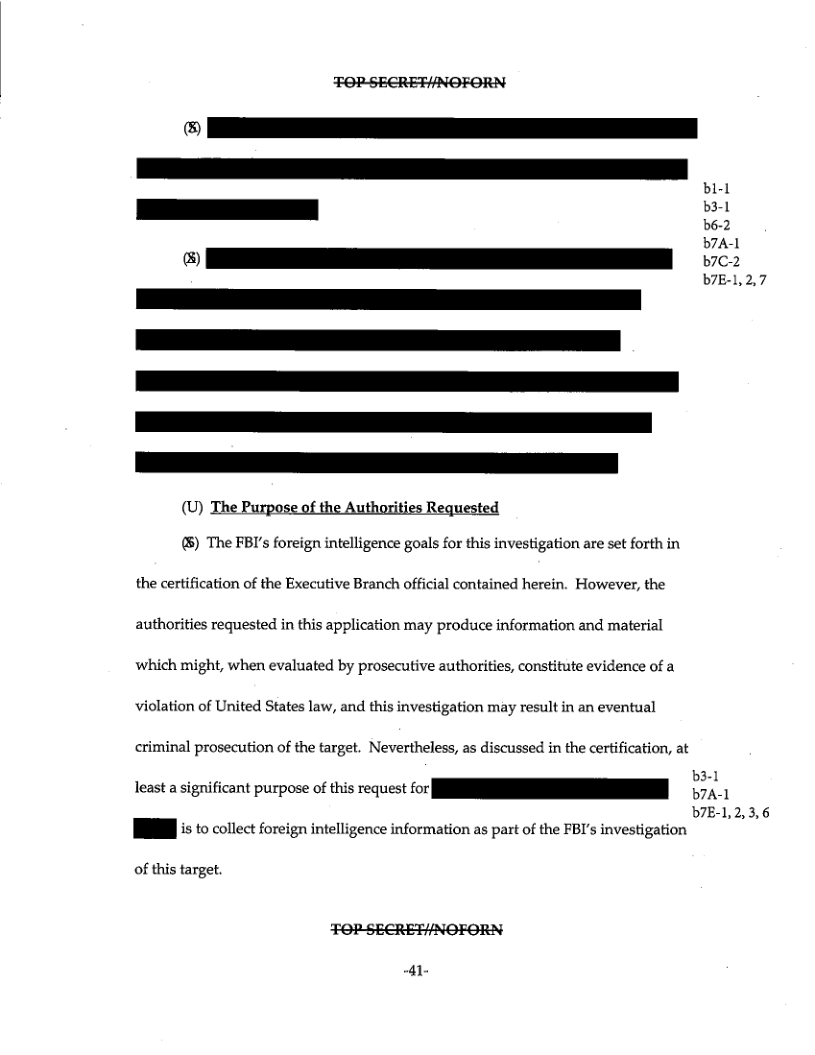 TOP SECRET//NOFORN
(S)
b1-1
b3-1
b6-2
b7A-1
b7C-2
b7E-1, 2, 7
(S)
(U) The Purpose of the Authorities Requested
(S) The FBI's foreign intelligence goals for this investigation are set forth in
the certification of the Executive Branch official contained herein. However, the
authorities requested in this application may produce information and material
which might, when evaluated by prosecutive authorities, constitute evidence of a
violation of United States law, and this investigation may result in an eventual
criminal prosecution of the target. Nevertheless, as discussed in the certification, at
least a significant purpose of this request for
b3-1
b7A-1
b7E-1, 2, 3, 6
is to collect foreign intelligence information as part of the FBI's investigation
of this target.
TOP SECRET//NOFORN
-41-